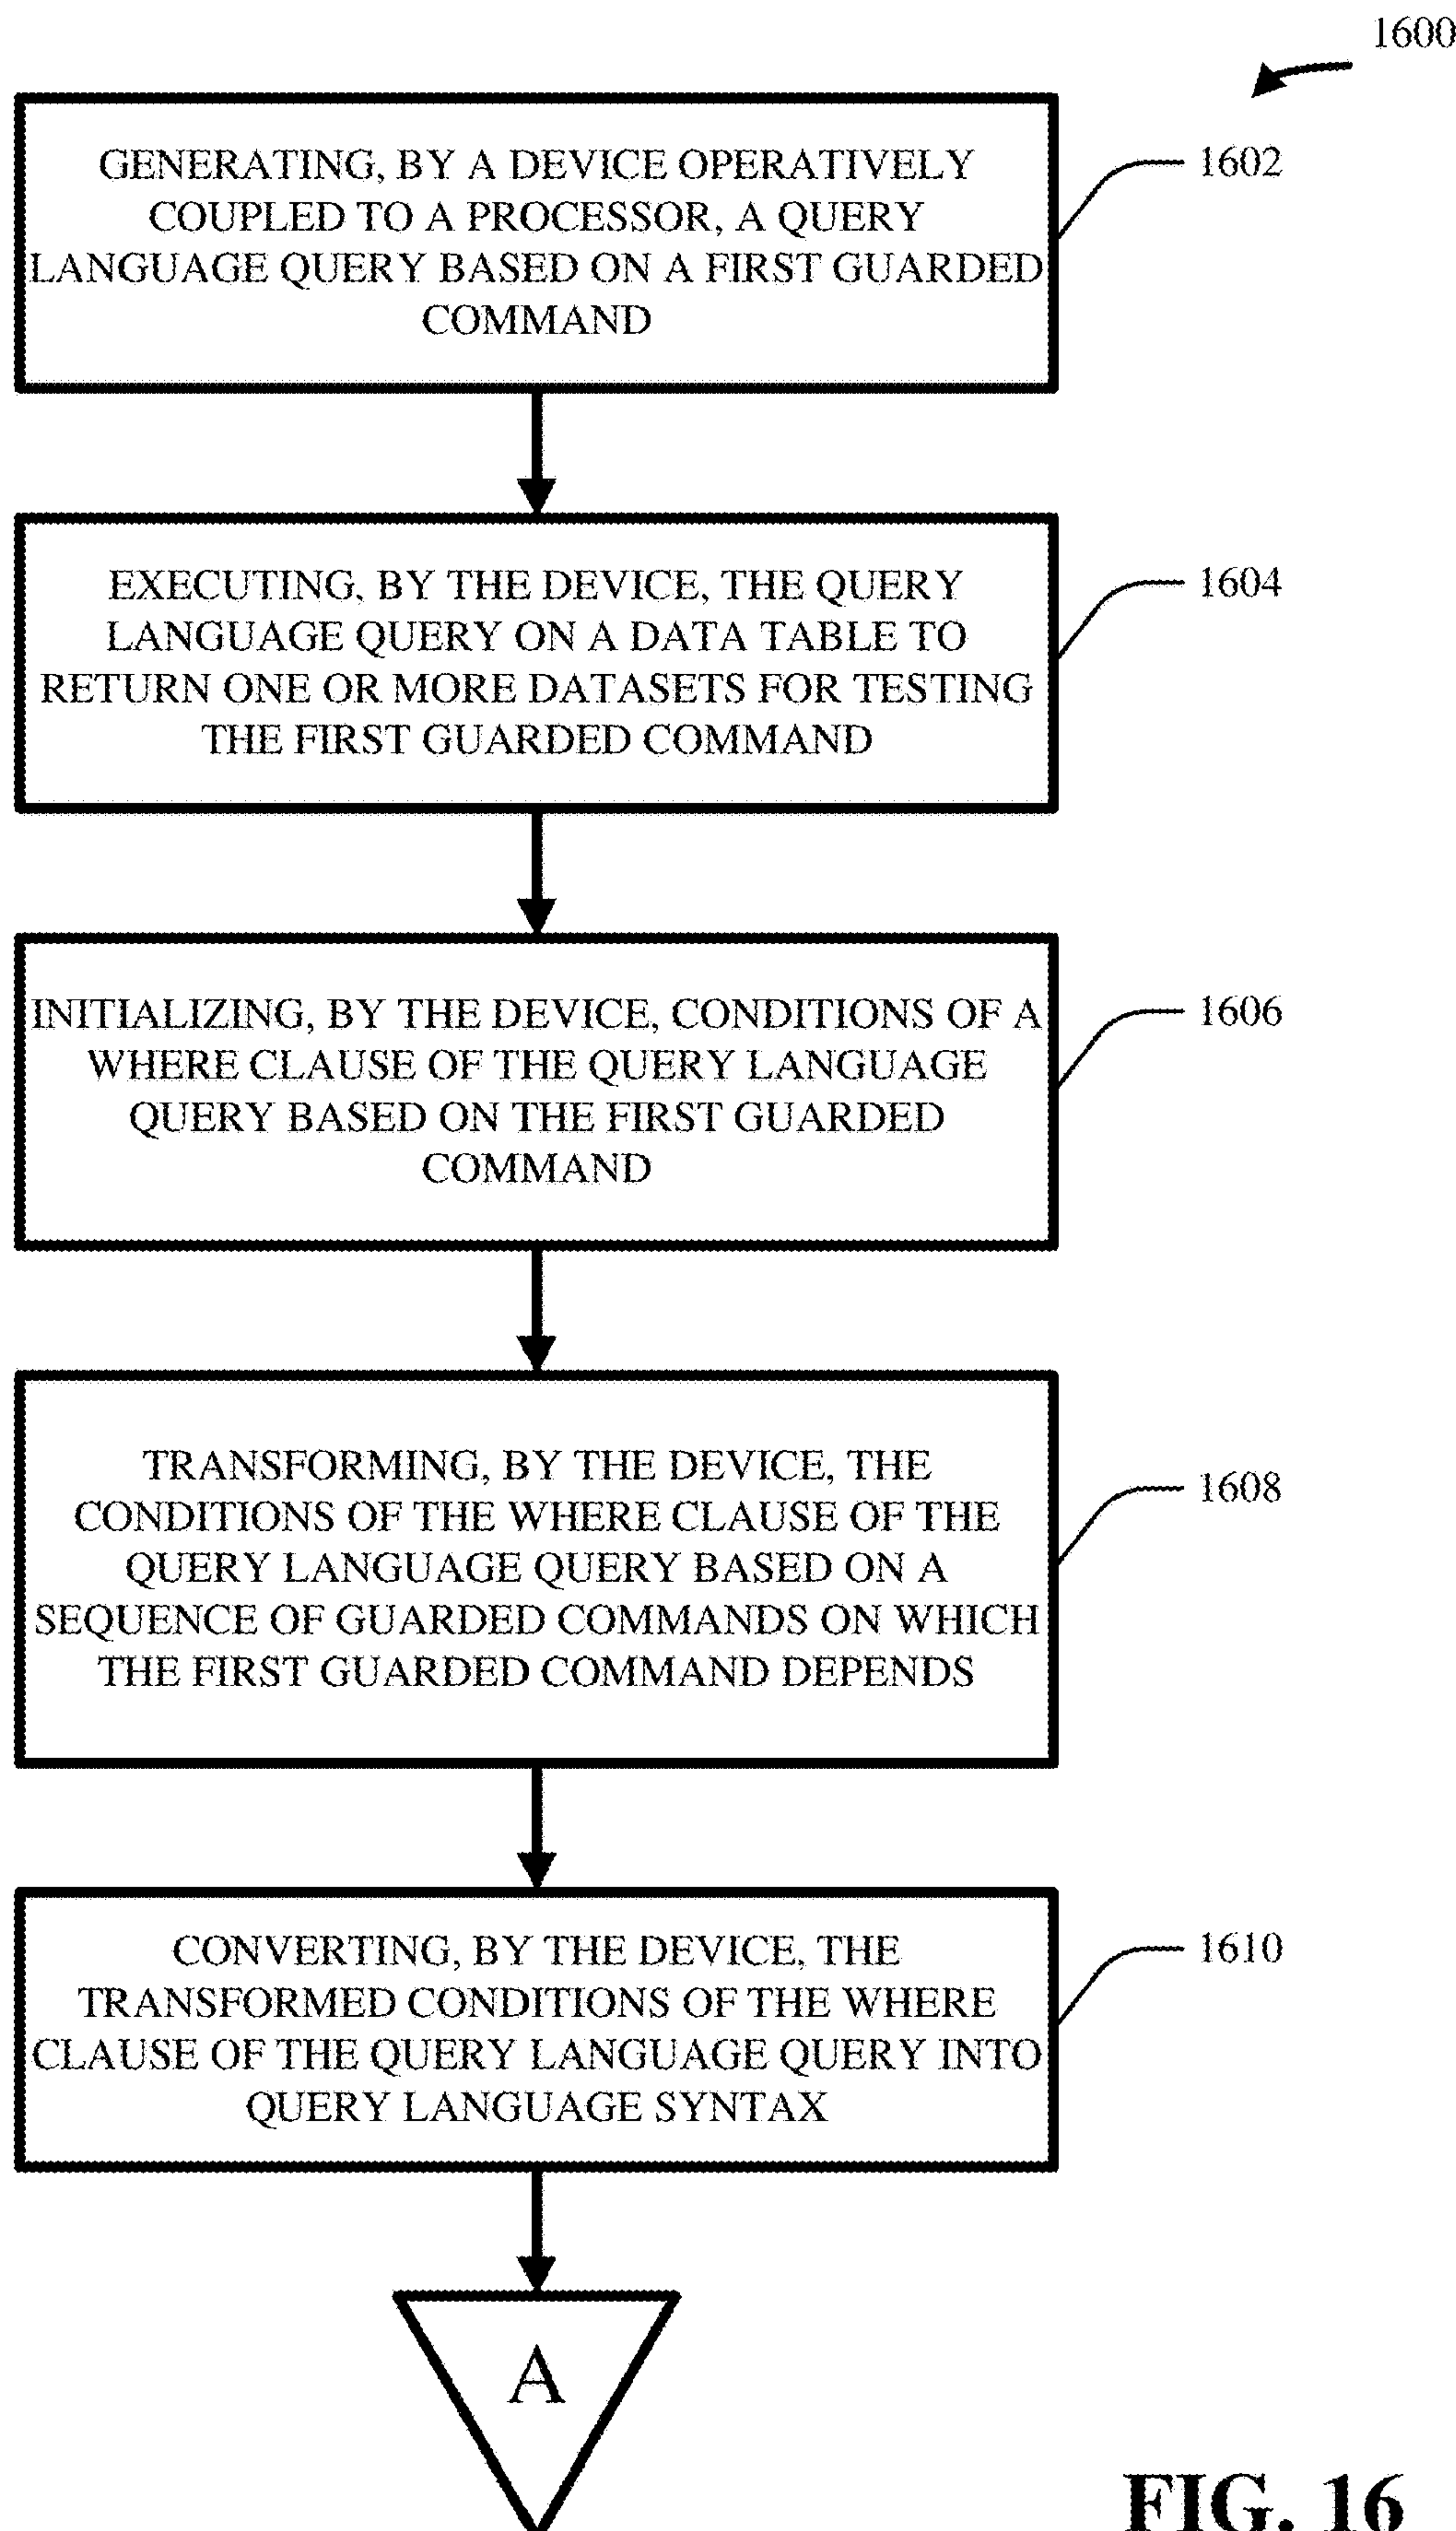 1600
GENERATING, BY A DEVICE OPERATIVELY
COUPLED TO A PROCESSOR, A QUERY
LANGUAGE QUERY BASED ON A FIRST GUARDED
COMMAND
1602
EXECUTING, BY THE DEVICE, THE QUERY
LANGUAGE QUERY ON A DATA TABLE TO
RETURN ONE OR MORE DATASETS FOR TESTING
THE FIRST GUARDED COMMAND
1604
INITIALIZING, BY THE DEVICE, CONDITIONS OF A
WHERE CLAUSE OF THE QUERY LANGUAGE
QUERY BASED ON THE FIRST GUARDED
COMMAND
1606
TRANSFORMING, BY THE DEVICE, THE
CONDITIONS OF THE WHERE CLAUSE OF THE
QUERY LANGUAGE QUERY BASED ON A
SEQUENCE OF GUARDED COMMANDS ON WHICH
THE FIRST GUARDED COMMAND DEPENDS
1608
CONVERTING, BY THE DEVICE, THE
TRANSFORMED CONDITIONS OF THE WHERE
CLAUSE OF THE QUERY LANGUAGE QUERY INTO
QUERY LANGUAGE SYNTAX
1610
A
FIG. 16